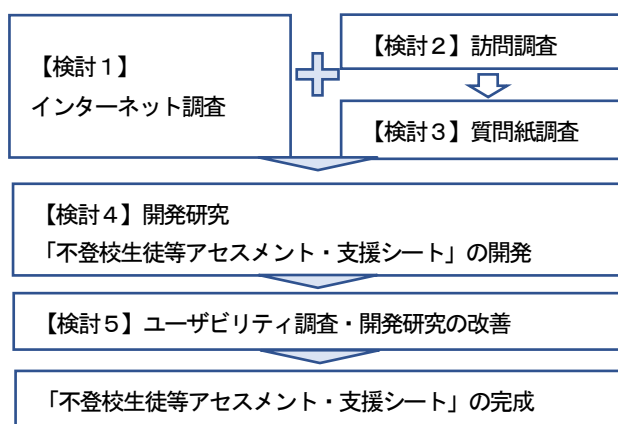 【検討１】
インターネット調査
【検討２】訪問調査
【検討３】質問紙調査
【検討４】開発研究
「不登校生徒等アセスメント・支援シート」の開発
【検討５】ユーザビリティ調査・開発研究の改善
「不登校生徒等アセスメント・支援シート」の完成